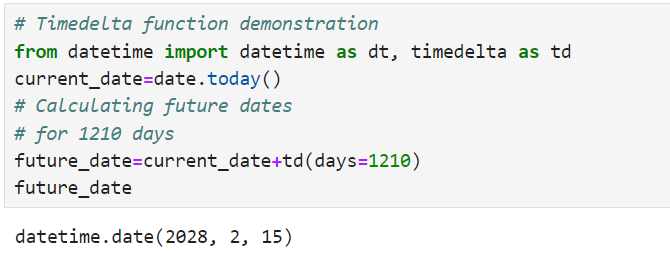 # Timedelta function demonstration
from datetime import datetime as dt, timedelta as td
current_date=date.today()
# Calculating future dates
# for 1210 days
future_date=current_date+td(days=1210)
future_date
datetime.date(2028, 2, 15)